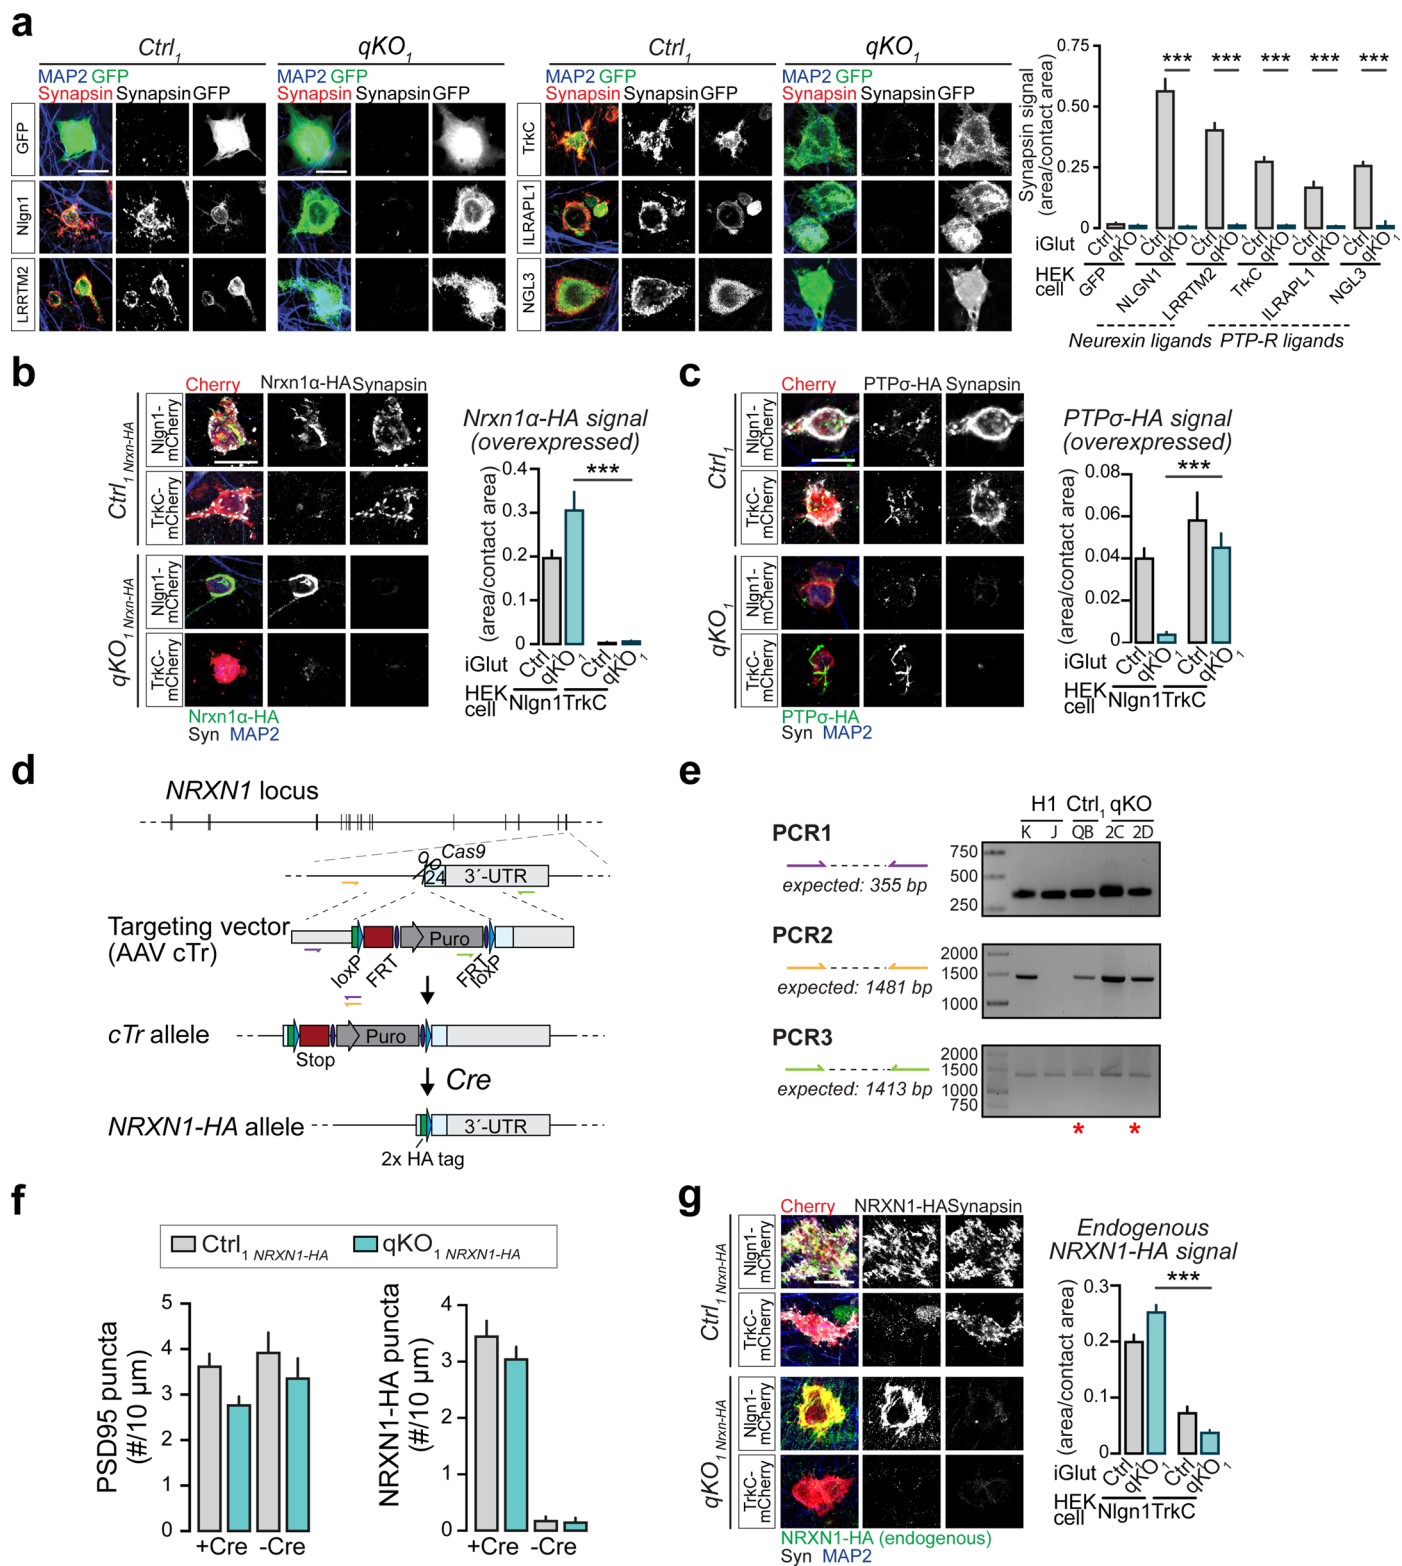 a
Ctrl1
qKO1
Ctrl1
qKO1
MAP2 GFP
Synapsin Synapsin GFP
MAP2 GFP
Synapsin Synapsin GFP
MAP2 GFP
Synapsin Synapsin GFP
MAP2 GFP
Synapsin Synapsin GFP
GFP
Nlgn1
LRRTM2
TrkC
ILRAPL1
NGL3
Synapsin signal
(area/contact area)
0.75
0.50
0.25
0
*** *** *** *** ***
iGlut
Ctrl1 qKO1 Ctrl1 qKO1 Ctrl1 qKO1 Ctrl1 qKO1 Ctrl1 qKO1 Ctrl1 qKO1
HEK
cell
GFP NLGN1 LRRTM2 TrkC ILRAPL1 NGL3
Neurexin ligands PTP-R ligands
b
Cherry Nrxn1α-HA Synapsin
Ctrl1 Nrxn-HA
Nlgn1-
mCherry
TrkC-
mCherry
qKO1 Nrxn-HA
Nlgn1-
mCherry
TrkC-
mCherry
Nrxn1α-HA
Syn MAP2
Nrxn1α-HA signal
(overexpressed)
(area/contact area)
0.4
0.3
0.2
0.1
0
***
iGlut
Ctrl1 qKO1 Ctrl1 qKO1
HEK
cell
Nlgn1 TrkC
c
Cherry PTPσ-HA Synapsin
Ctrl1
Nlgn1-
mCherry
TrkC-
mCherry
qKO1
Nlgn1-
mCherry
TrkC-
mCherry
PTPσ-HA
Syn MAP2
PTPσ-HA signal
(overexpressed)
(area/contact area)
0.08
0.06
0.04
0.02
0
***
iGlut
Ctrl1 qKO1 Ctrl1 qKO1
HEK
cell
Nlgn1 TrkC
d
NRXN1 locus
Cas9
24 3´-UTR
Targeting vector
(AAV cTr)
Puro
loxP FRT FRT loxP
cTr allele
Puro
Stop
Cre
NRXN1-HA allele
3´-UTR
2x HA tag
e
H1 Ctrl1 qKO
K J QB 2C 2D
PCR1
expected: 355 bp
750
500
250
PCR2
expected: 1481 bp
2000
1500
1000
PCR3
expected: 1413 bp
2000
1500
1000
750
* *
f
Ctrl1 NRXN1-HA qKO1 NRXN1-HA
PSD95 puncta
(#/10 µm)
5
4
3
2
1
0
+Cre -Cre
NRXN1-HA puncta
(#/10 µm)
4
3
2
1
0
+Cre -Cre
g
Cherry NRXN1-HA Synapsin
Ctrl1 Nrxn-HA
Nlgn1-
mCherry
TrkC-
mCherry
qKO1 Nrxn-HA
Nlgn1-
mCherry
TrkC-
mCherry
NRXN1-HA (endogenous)
Syn MAP2
Endogenous
NRXN1-HA signal
(area/contact area)
0.3
0.2
0.1
0
***
iGlut
Ctrl1 qKO1 Ctrl1 qKO1
HEK
cell
Nlgn1 TrkC